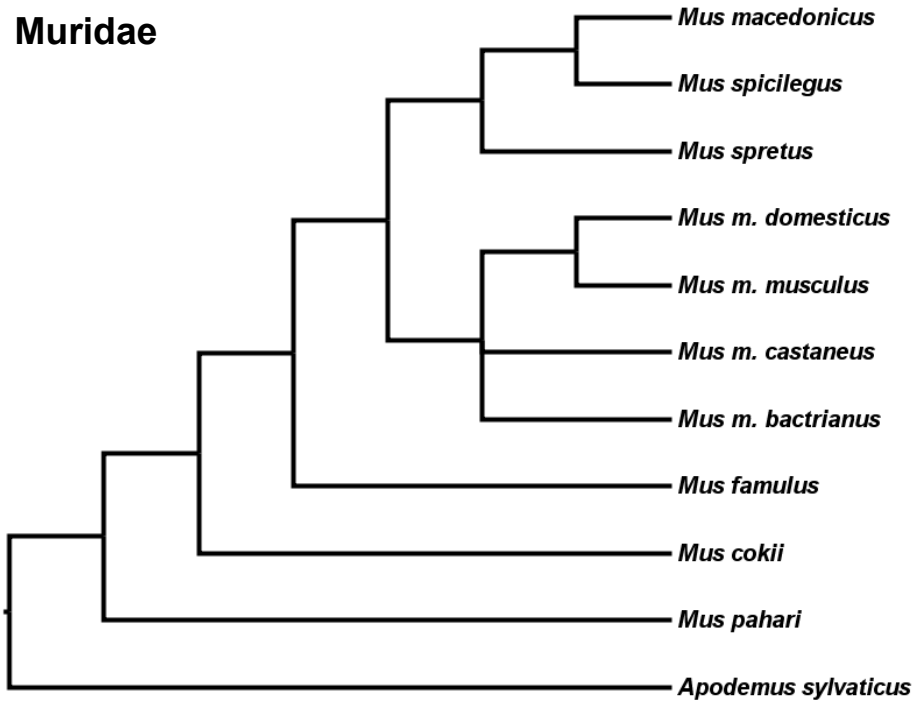 Muridae
Mus macedonicus
Mus spicilegus
Mus spretus
Mus m. domesticus
Mus m. musculus
Mus m. castaneus
Mus m. bactrianus
Mus famulus
Mus cokii
Mus pahari
Apodemus sylvaticus